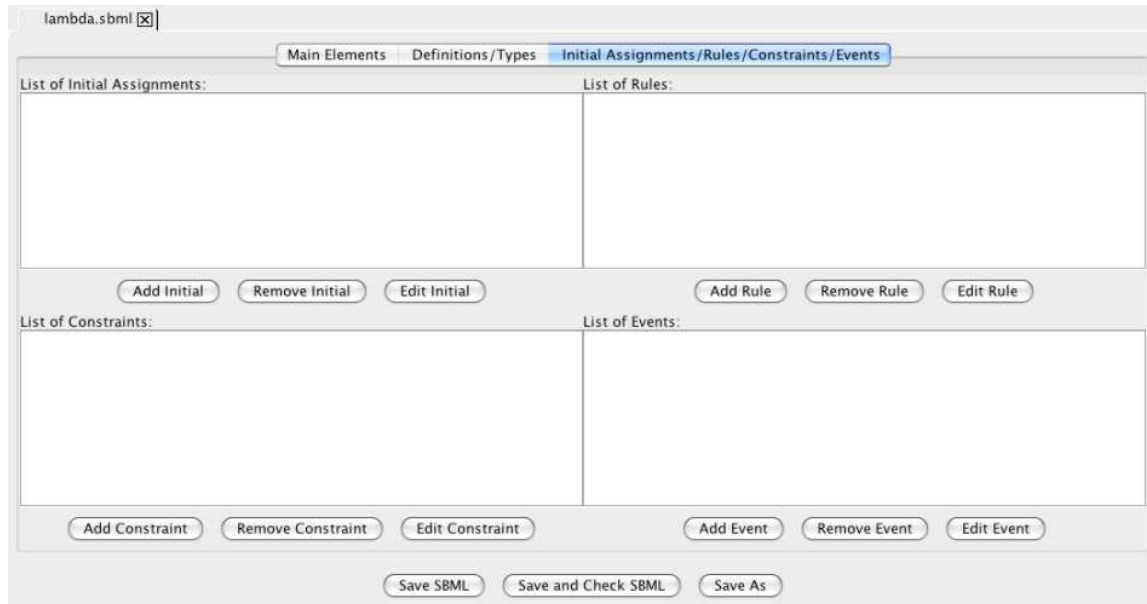 lambda.sbml
Main Elements Definitions/Types Initial Assignments/Rules/Constraints/Events
List of Initial Assignments: List of Rules:
Add Initial Remove Initial Edit Initial Add Rule Remove Rule Edit Rule
List of Constraints: List of Events:
Add Constraint Remove Constraint Edit Constraint Add Event Remove Event Edit Event
Save SBML Save and Check SBML Save As